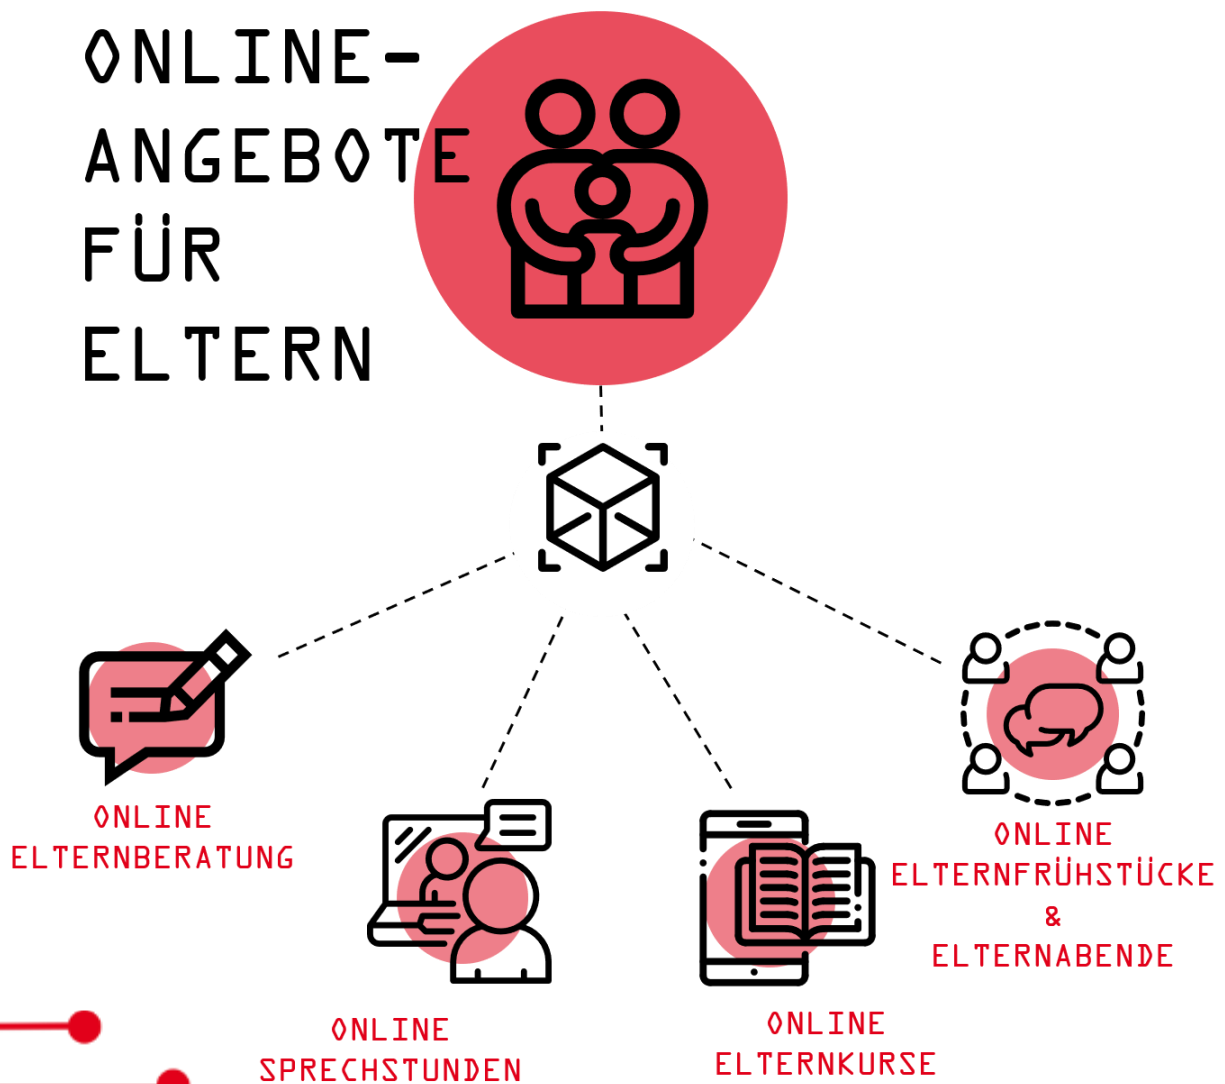 ONLINE-
ANGEBOTE
FÜR
ELTERN
ONLINE
ELTERNBERATUNG
ONLINE
SPRECHSTUNDEN
ONLINE
ELTERNKURSE
ONLINE
ELTERNFRÜHSTÜCKE
&
ELTERNABENDE